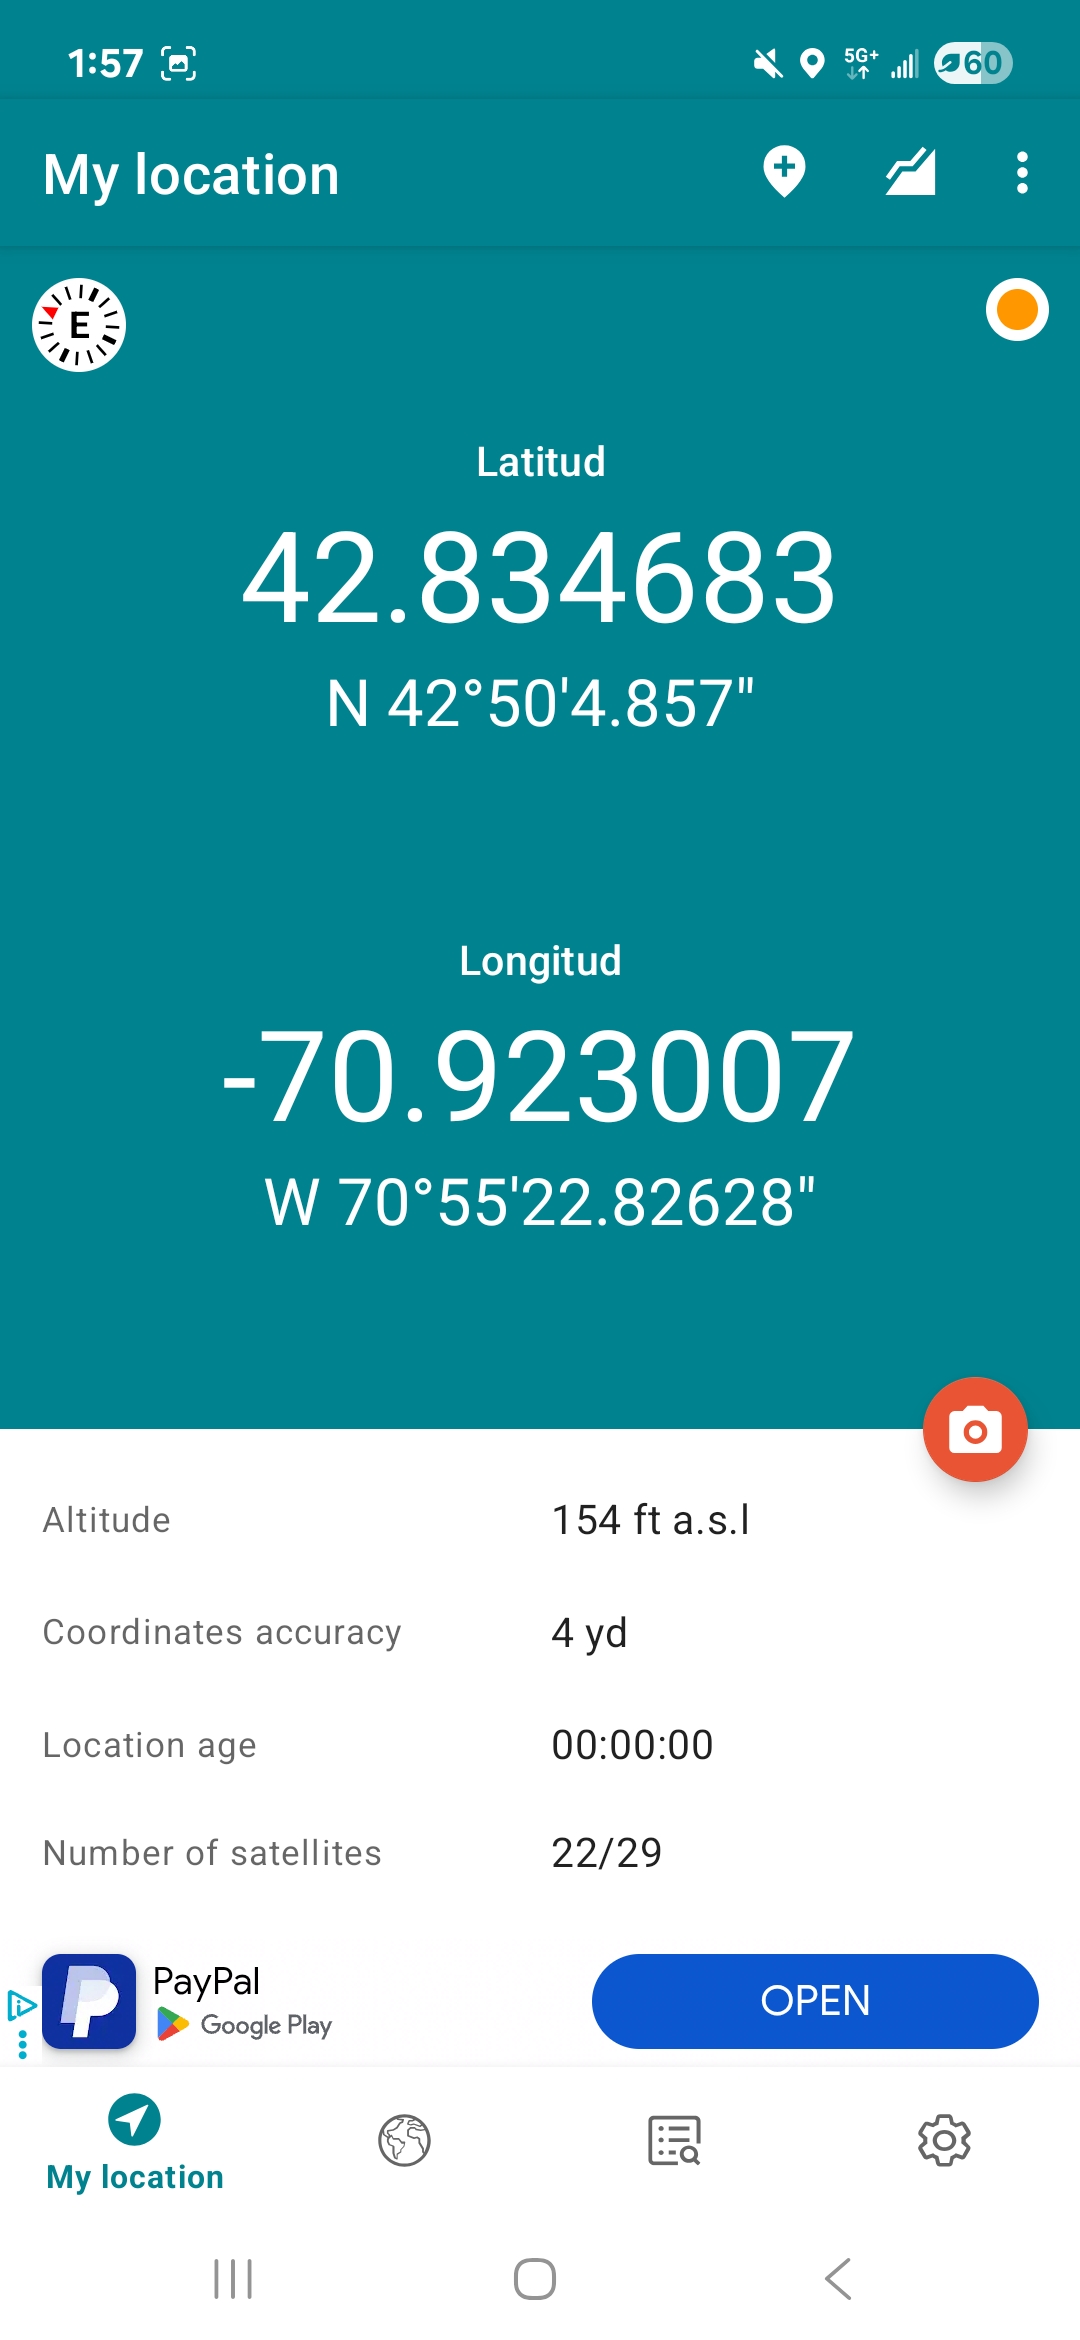 1:57
5G+
60
My location
E
Latitud
42.834683
N 42°50'4.857"
Longitud
-70.923007
W 70°55'22.82628"
Altitude 154 ft a.s.l
Coordinates accuracy 4 yd
Location age 00:00:00
Number of satellites 22/29
PayPal
Google Play
OPEN
My location